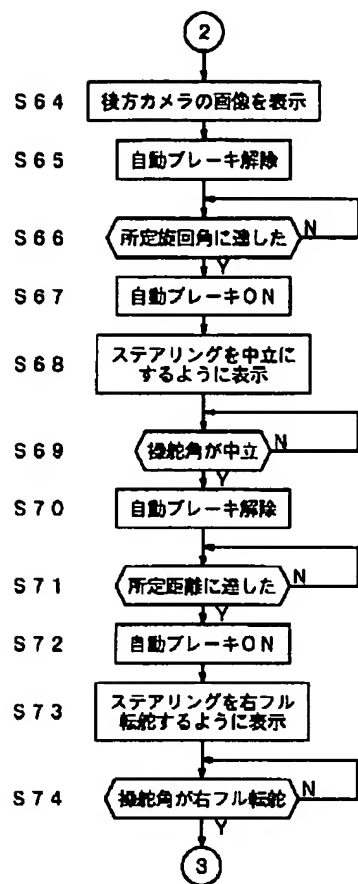 2
S64 後方カメラの画像を表示
S65 自動ブレーキ解除
S66 所定旋回角に達した N
Y
S67 自動ブレーキON
S68 ステアリングを中立に
するように表示
S69 操舵角が中立 N
Y
S70 自動ブレーキ解除
S71 所定距離に達した N
Y
S72 自動ブレーキON
S73 ステアリングを右フル
転舵するように表示
S74 操舵角が右フル転舵 N
Y
3